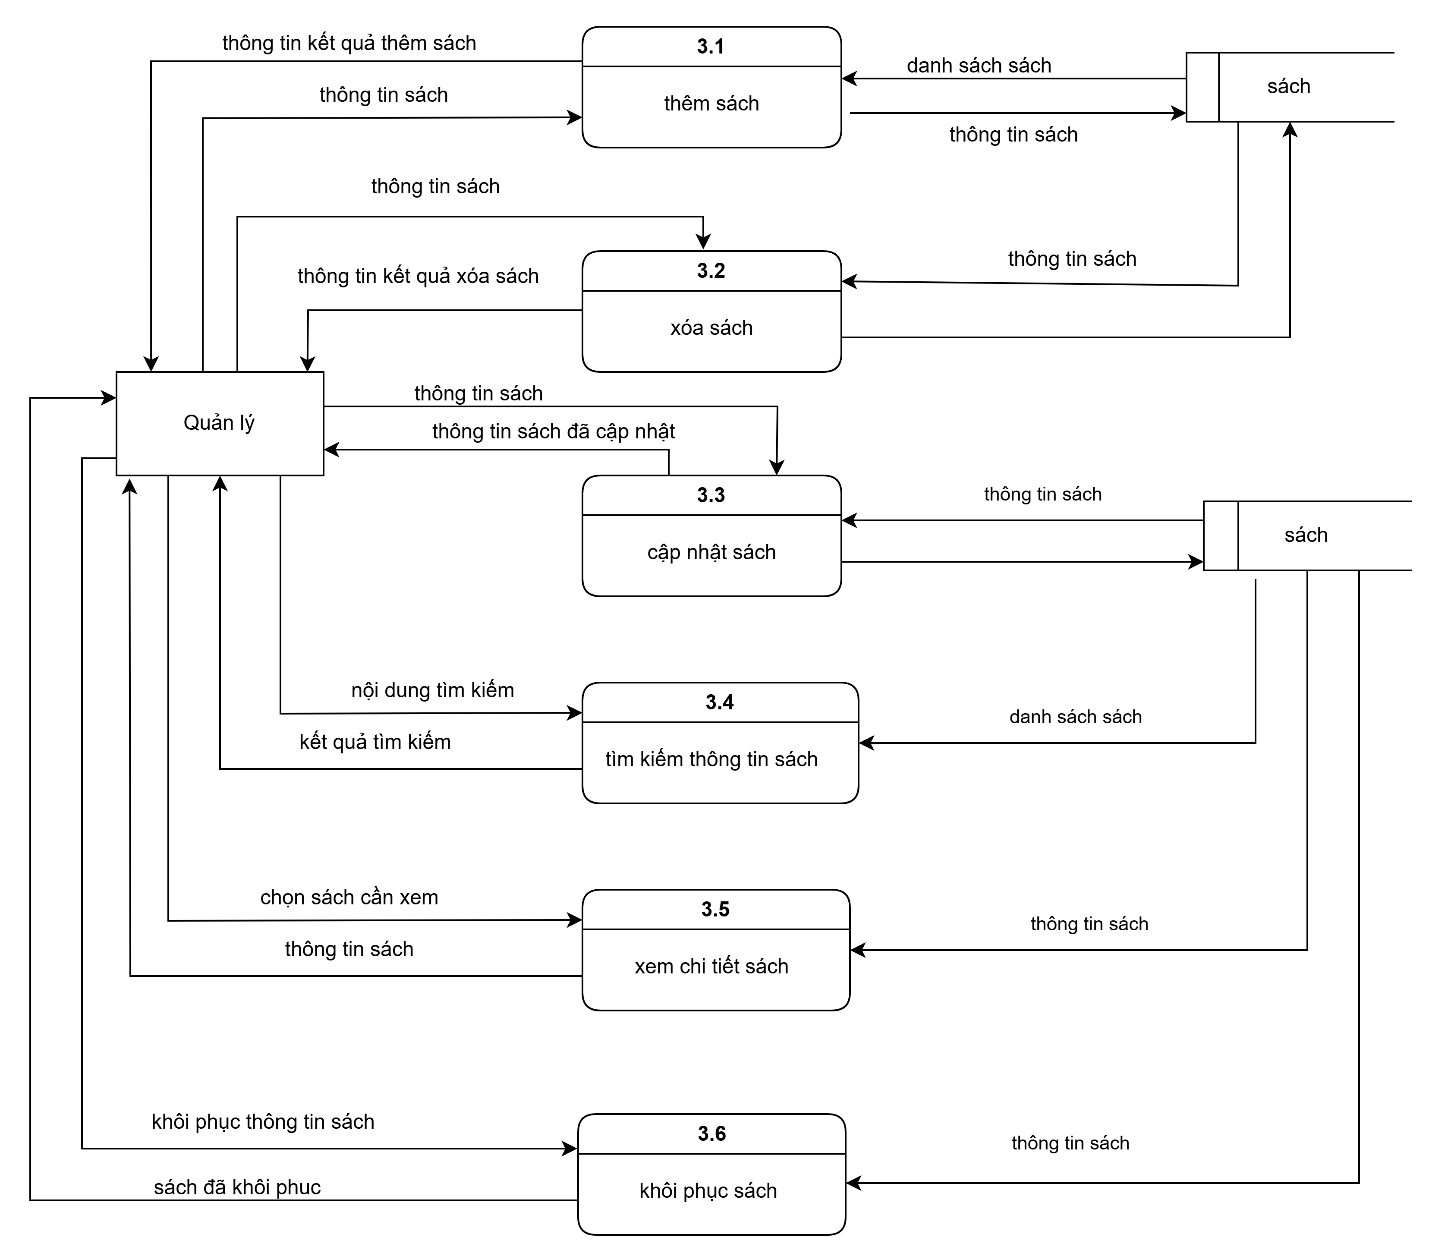 thông tin kết quả thêm sách
3.1
danh sách sách
sách
thông tin sách
thêm sách
thông tin sách
thông tin sách
thông tin sách
3.2
thông tin kết quả xóa sách
xóa sách
thông tin sách
Quản lý
thông tin sách đã cập nhật
3.3
thông tin sách
sách
cập nhật sách
nội dung tìm kiếm
3.4
danh sách sách
kết quả tìm kiếm
tìm kiếm thông tin sách
chọn sách cần xem
3.5
thông tin sách
thông tin sách
xem chi tiết sách
khôi phục thông tin sách
3.6
thông tin sách
sách đã khôi phuc
khôi phục sách